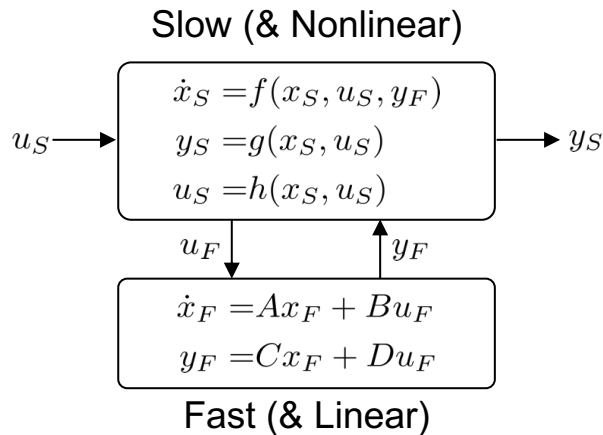 Slow (& Nonlinear)
ẋ_S =f(x_S, u_S, y_F)
u_S
y_S =g(x_S, u_S)
y_S
u_S =h(x_S, u_S)
u_F
y_F
ẋ_F =Ax_F + Bu_F
y_F =Cx_F + Du_F
Fast (& Linear)